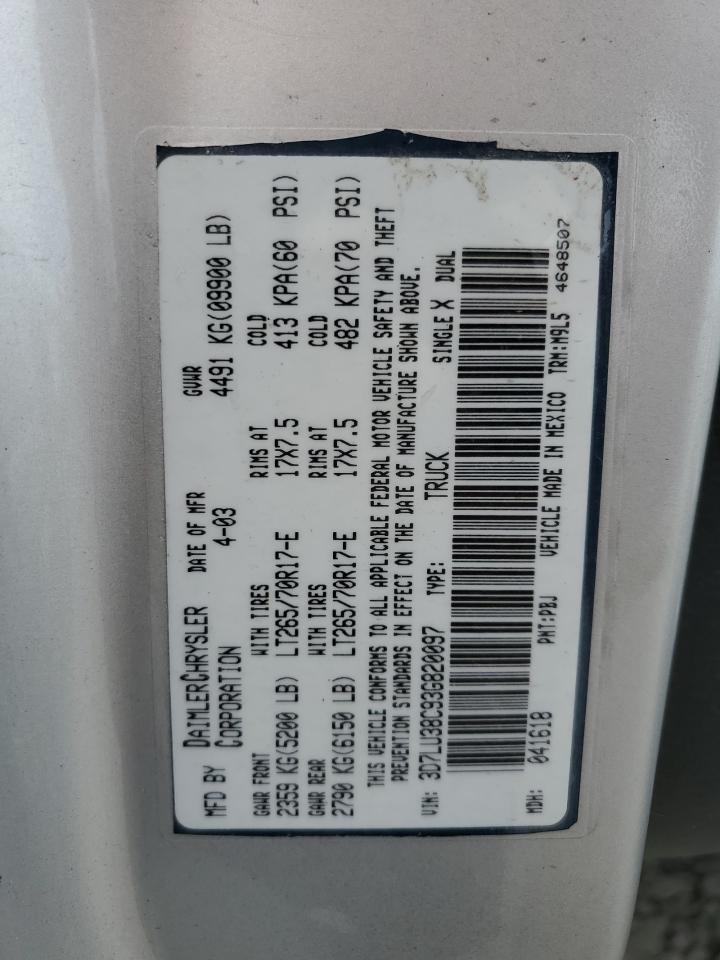 MFD BY DAIMLERCHRYSLER CORPORATION DATE OF MFR 4-03 GVWR 4491 KG(09900 LB)
GAWR FRONT WITH TIRES RIMS AT COLD
2359 KG(5200 LB) LT265/70R17-E 17X7.5 413 KPA(60 PSI)
GAWR REAR WITH TIRES RIMS AT COLD
2790 KG(6150 LB) LT265/70R17-E 17X7.5 482 KPA(70 PSI)
THIS VEHICLE CONFORMS TO ALL APPLICABLE FEDERAL MOTOR VEHICLE SAFETY AND THEFT
PREVENTION STANDARDS IN EFFECT ON THE DATE OF MANUFACTURE SHOWN ABOVE.
VIN: 3D7LU38C93G820097 TYPE: TRUCK SINGLE X DUAL
MDH: 041610 PNT:PBJ VEHICLE MADE IN MEXICO TRM:M9L5 4648507